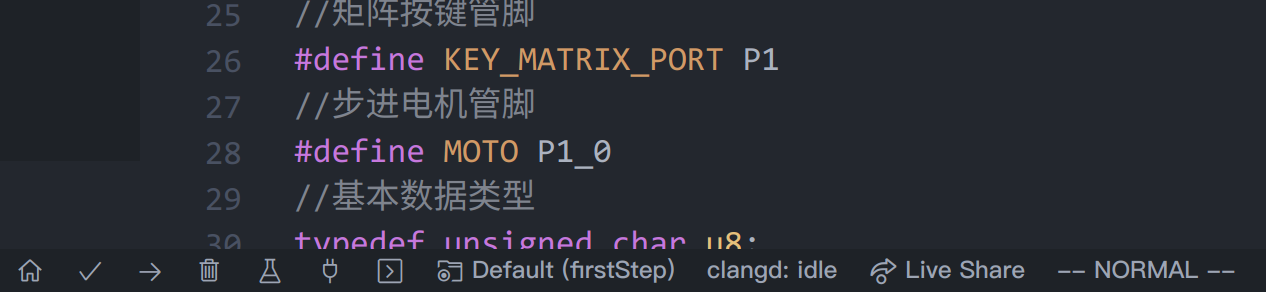 25 //矩阵按键管脚
26 #define KEY_MATRIX_PORT P1
27 //步进电机管脚
28 #define MOTO P1_0
29 //基本数据类型
30 typedef unsigned char u8;
Default (firstStep) clangd: idle Live Share -- NORMAL --